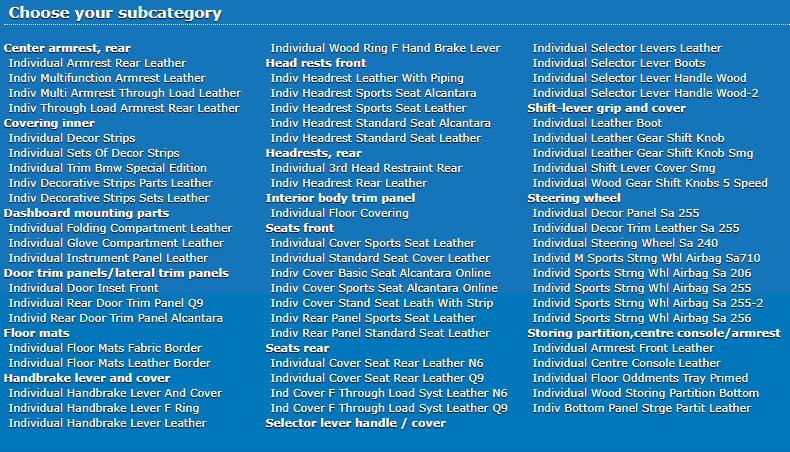 Choose your subcategory
Center armrest, rear
Individual Armrest Rear Leather
Indiv Multifunction Armrest Leather
Indiv Multi Armrest Through Load Leather
Indiv Through Load Armrest Rear Leather
Covering inner
Individual Decor Strips
Individual Sets Of Decor Strips
Individual Trim Bmw Special Edition
Indiv Decorative Strips Parts Leather
Indiv Decorative Strips Sets Leather
Dashboard mounting parts
Individual Folding Compartment Leather
Individual Glove Compartment Leather
Individual Instrument Panel Leather
Door trim panels/lateral trim panels
Individual Door Inset Front
Individual Rear Door Trim Panel Q9
Individ Rear Door Trim Panel Alcantara
Floor mats
Individual Floor Mats Fabric Border
Individual Floor Mats Leather Border
Handbrake lever and cover
Individual Handbrake Lever And Cover
Individual Handbrake Lever F Ring
Individual Handbrake Lever Leather
Individual Wood Ring F Hand Brake Lever
Head rests front
Indiv Headrest Leather With Piping
Indiv Headrest Sports Seat Alcantara
Indiv Headrest Sports Seat Leather
Indiv Headrest Standard Seat Alcantara
Indiv Headrest Standard Seat Leather
Headrests, rear
Individual 3rd Head Restraint Rear
Indiv Headrest Rear Leather
Interior body trim panel
Individual Floor Covering
Seats front
Individual Cover Sports Seat Leather
Individual Standard Seat Cover Leather
Indiv Cover Basic Seat Alcantara Online
Indiv Cover Sports Seat Alcantara Online
Indiv Cover Stand Seat Leath With Strip
Indiv Rear Panel Sports Seat Leather
Indiv Rear Panel Standard Seat Leather
Seats rear
Individual Cover Seat Rear Leather N6
Individual Cover Seat Rear Leather Q9
Ind Cover F Through Load Syst Leather N6
Ind Cover F Through Load Syst Leather Q9
Selector lever handle / cover
Individual Selector Levers Leather
Individual Selector Lever Boots
Individual Selector Lever Handle Wood
Individual Selector Lever Handle Wood-2
Shift-lever grip and cover
Individual Leather Boot
Individual Leather Gear Shift Knob
Individual Leather Gear Shift Knob Smg
Individual Shift Lever Cover Smg
Individual Wood Gear Shift Knobs 5 Speed
Steering wheel
Individual Decor Panel Sa 255
Individual Decor Trim Leather Sa 255
Individual Steering Wheel Sa 240
Individ M Sports Strng Whl Airbag Sa710
Individ Sports Strng Whl Airbag Sa 206
Individ Sports Strng Whl Airbag Sa 255
Individ Sports Strng Whl Airbag Sa 255-2
Individ Sports Strng Whl Airbag Sa 256
Storing partition,centre console/armrest
Individual Armrest Front Leather
Individual Centre Console Leather
Individual Floor Oddments Tray Primed
Individual Wood Storing Partition Bottom
Indiv Bottom Panel Strge Partit Leather